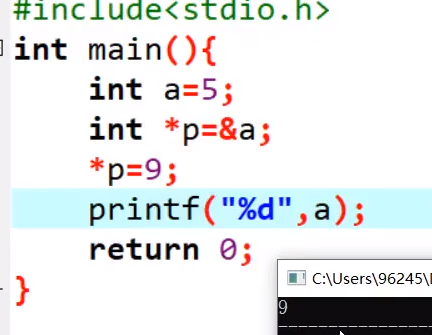 #include<stdio.h>
int main(){
    int a=5;
    int *p=&a;
    *p=9;
    printf("%d",a);
    return 0;
}
C:\Users\96245\
9
--------------